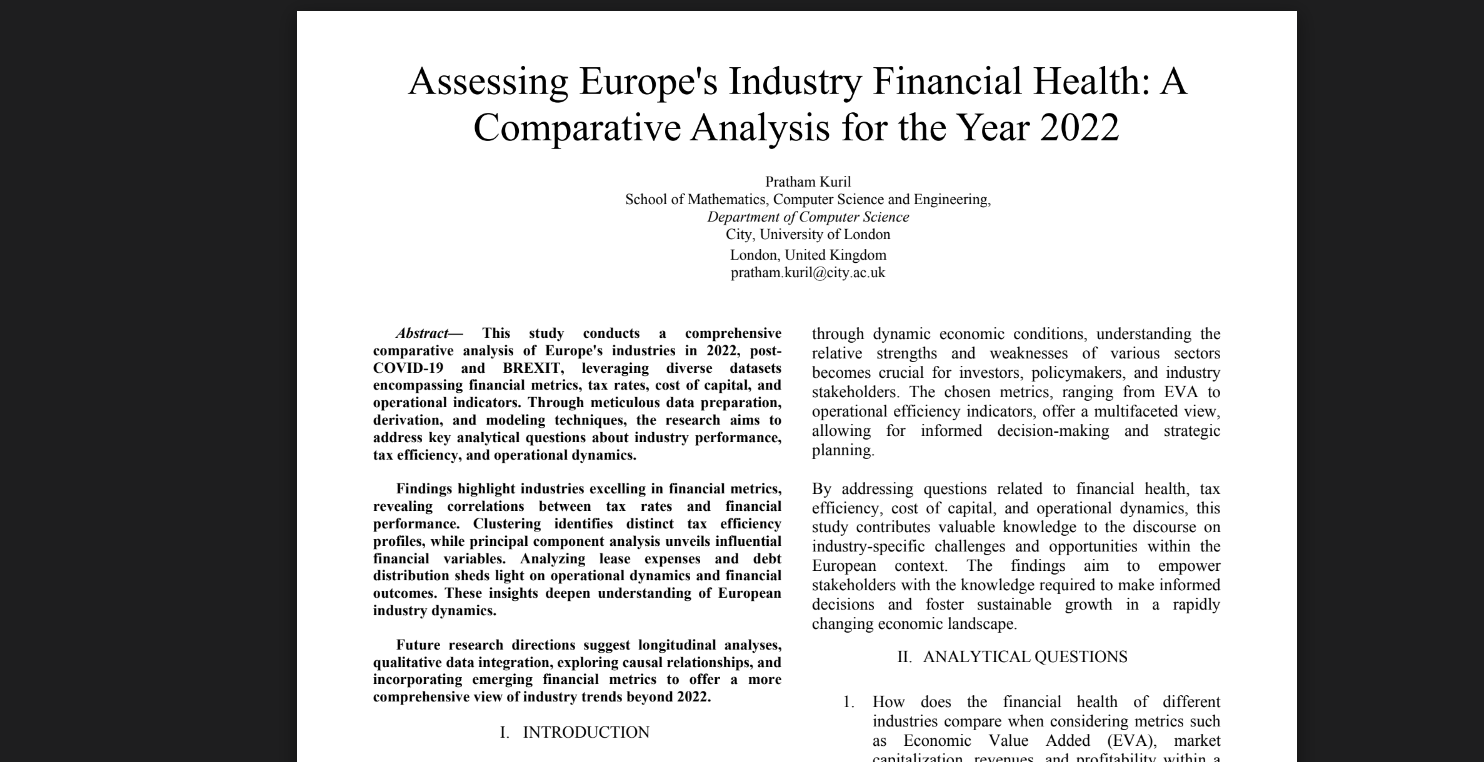 Assessing Europe's Industry Financial Health: A
Comparative Analysis for the Year 2022
Pratham Kuril
School of Mathematics, Computer Science and Engineering,
Department of Computer Science
City, University of London
London, United Kingdom
pratham.kuril@city.ac.uk
Abstract— This study conducts a comprehensive
comparative analysis of Europe's industries in 2022, post-
COVID-19 and BREXIT, leveraging diverse datasets
encompassing financial metrics, tax rates, cost of capital, and
operational indicators. Through meticulous data preparation,
derivation, and modeling techniques, the research aims to
address key analytical questions about industry performance,
tax efficiency, and operational dynamics.
Findings highlight industries excelling in financial metrics,
revealing correlations between tax rates and financial
performance. Clustering identifies distinct tax efficiency
profiles, while principal component analysis unveils influential
financial variables. Analyzing lease expenses and debt
distribution sheds light on operational dynamics and financial
outcomes. These insights deepen understanding of European
industry dynamics.
Future research directions suggest longitudinal analyses,
qualitative data integration, exploring causal relationships, and
incorporating emerging financial metrics to offer a more
comprehensive view of industry trends beyond 2022.
I. INTRODUCTION
through dynamic economic conditions, understanding the
relative strengths and weaknesses of various sectors
becomes crucial for investors, policymakers, and industry
stakeholders. The chosen metrics, ranging from EVA to
operational efficiency indicators, offer a multifaceted view,
allowing for informed decision-making and strategic
planning.
By addressing questions related to financial health, tax
efficiency, cost of capital, and operational dynamics, this
study contributes valuable knowledge to the discourse on
industry-specific challenges and opportunities within the
European context. The findings aim to empower
stakeholders with the knowledge required to make informed
decisions and foster sustainable growth in a rapidly
changing economic landscape.
II. ANALYTICAL QUESTIONS
1. How does the financial health of different
industries compare when considering metrics such
as Economic Value Added (EVA), market
capitalization, revenues, and profitability within a